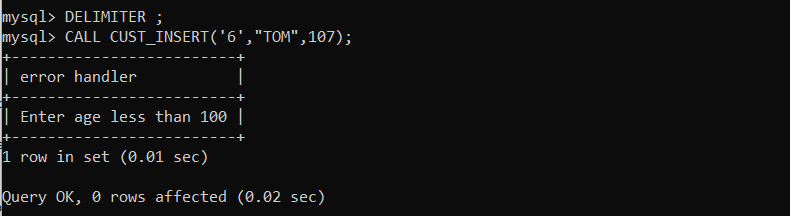 mysql> DELIMITER ;
mysql> CALL CUST_INSERT('6',"TOM",107);
+-------------------------+
| error handler           |
+-------------------------+
| Enter age less than 100 |
+-------------------------+
1 row in set (0.01 sec)
Query OK, 0 rows affected (0.02 sec)